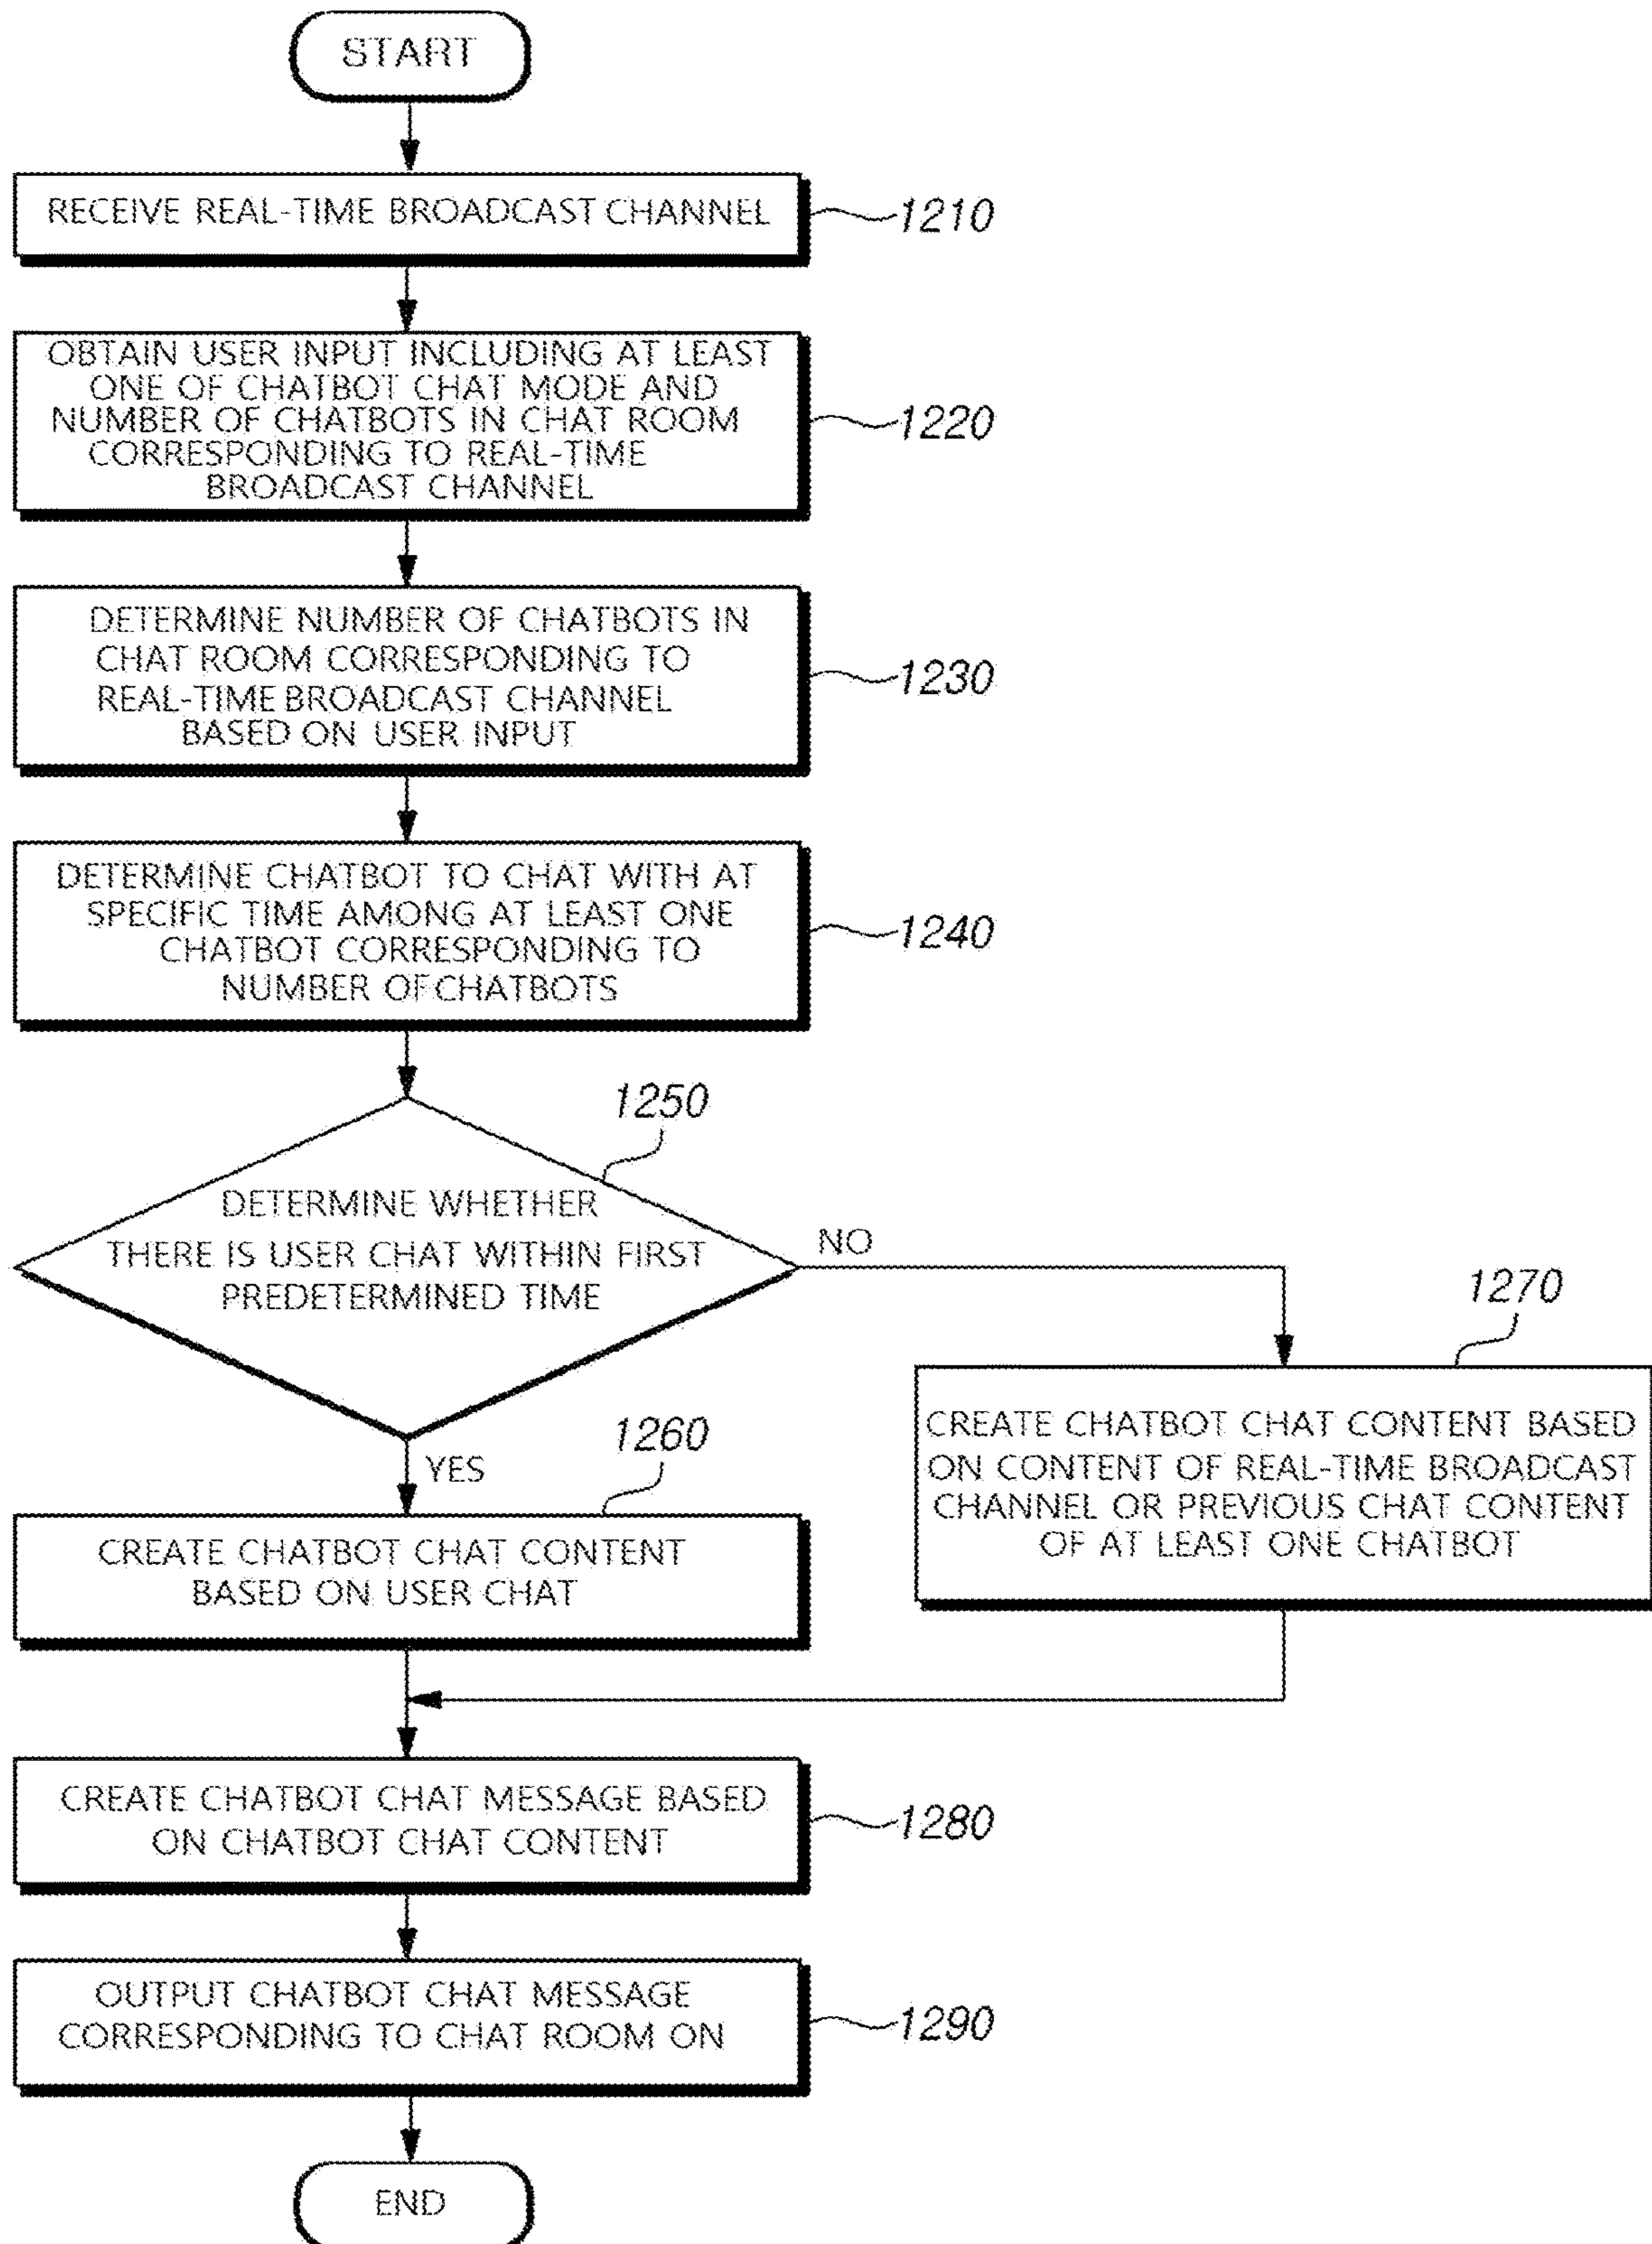 START
RECEIVE REAL-TIME BROADCAST CHANNEL
1210
OBTAIN USER INPUT INCLUDING AT LEAST
ONE OF CHATBOT CHAT MODE AND
NUMBER OF CHATBOTS IN CHAT ROOM
CORRESPONDING TO REAL-TIME
BROADCAST CHANNEL
1220
DETERMINE NUMBER OF CHATBOTS IN
CHAT ROOM CORRESPONDING TO
REAL-TIME BROADCAST CHANNEL
BASED ON USER INPUT
1230
DETERMINE CHATBOT TO CHAT WITH AT
SPECIFIC TIME AMONG AT LEAST ONE
CHATBOT CORRESPONDING TO
NUMBER OF CHATBOTS
1240
1250
DETERMINE WHETHER
THERE IS USER CHAT WITHIN FIRST
PREDETERMINED TIME
NO
YES
1260
CREATE CHATBOT CHAT CONTENT
BASED ON USER CHAT
1270
CREATE CHATBOT CHAT CONTENT BASED
ON CONTENT OF REAL-TIME BROADCAST
CHANNEL OR PREVIOUS CHAT CONTENT
OF AT LEAST ONE CHATBOT
CREATE CHATBOT CHAT MESSAGE BASED
ON CHATBOT CHAT CONTENT
1280
OUTPUT CHATBOT CHAT MESSAGE
CORRESPONDING TO CHAT ROOM ON
1290
END